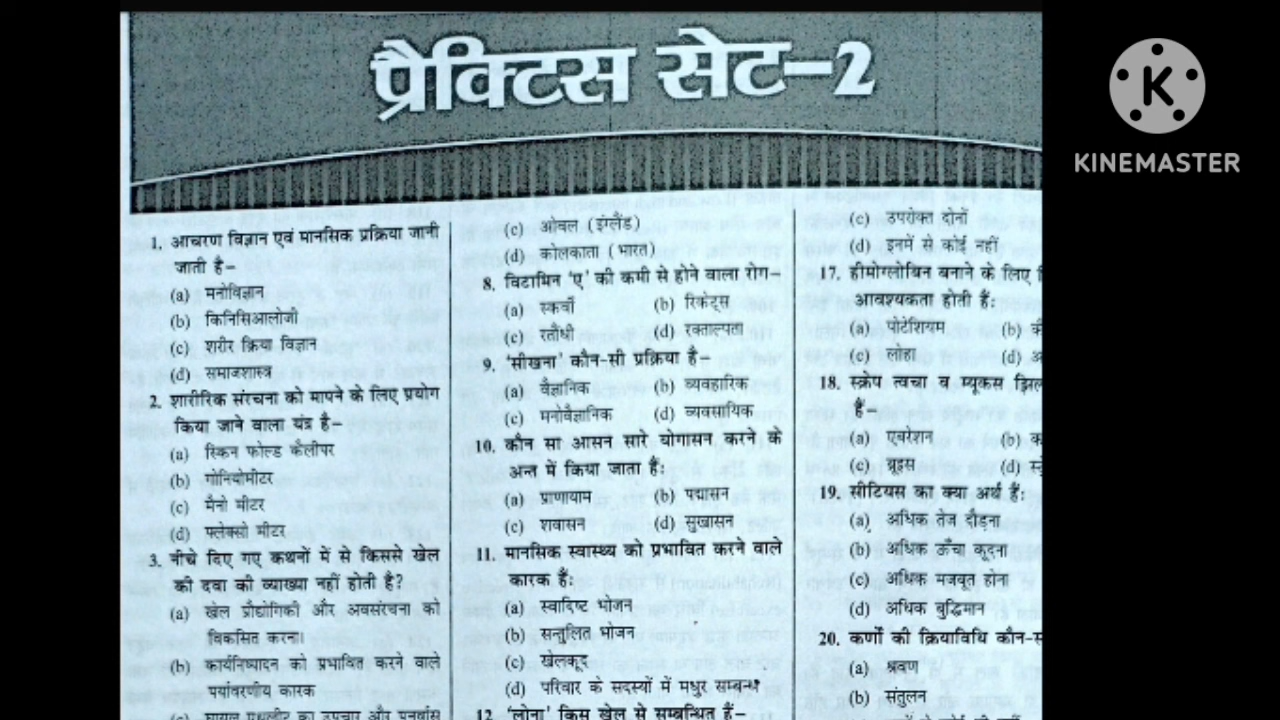 प्रैक्टिस सेट–2
KINEMASTER
1. आचरण विज्ञान एवं मानसिक प्रक्रिया जानी
जाती है–
(a) मनोविज्ञान
(b) किनिसिआलोजी
(c) शरीर क्रिया विज्ञान
(d) समाजशास्त्र
2. शारीरिक संरचना को मापने के लिए प्रयोग
किया जाने वाला यंत्र है–
(a) स्किन फोल्ड कैलीपर
(b) गोनियोमीटर
(c) मैनो मीटर
(d) फ्लेक्सो मीटर
3. नीचे दिए गए कथनों में से किससे खेल
की दवा की व्याख्या नहीं होती है?
(a) खेल प्रौद्योगिकी और अवसंरचना को
विकसित करना।
(b) कार्यनिष्पादन को प्रभावित करने वाले
पर्यावरणीय कारक
(c) घायल एथलीट का उपचार और पुनर्वास
(c) ओवल (इंग्लैंड)
(d) कोलकाता (भारत)
8. विटामिन 'ए' की कमी से होने वाला रोग–
(a) स्कर्वी (b) रिकेट्स
(c) रतौंधी (d) रक्ताल्पता
9. 'सीखना' कौन-सी प्रक्रिया है–
(a) वैज्ञानिक (b) व्यवहारिक
(c) मनोवैज्ञानिक (d) व्यवसायिक
10. कौन सा आसन सारे योगासन करने के
अन्त में किया जाता है:
(a) प्राणायाम (b) पद्मासन
(c) शवासन (d) सुखासन
11. मानसिक स्वास्थ्य को प्रभावित करने वाले
कारक हैं:
(a) स्वादिष्ट भोजन
(b) सन्तुलित भोजन
(c) खेलकूद
(d) परिवार के सदस्यों में मधुर सम्बन्ध
12 'लोना' किस खेल से सम्बन्धित हैं–
(c) उपरोक्त दोनों
(d) इनमें से कोई नहीं
17. हीमोग्लोबिन बनाने के लिए
आवश्यकता होती हैं:
(a) पोटेशियम (b)
(c) लोहा (d)
18. स्क्रेप त्वचा व म्यूकस
हैं–
(a) एबरेशन (b)
(c) ब्रूइस (d)
19. सीटियस का क्या अर्थ हैं:
(a) अधिक तेज दौड़ना
(b) अधिक ऊँचा कूदना
(c) अधिक मजबूत होना
(d) अधिक बुद्धिमान
20. कर्णों की क्रियाविधि
(a) श्रवण
(b) संतुलन